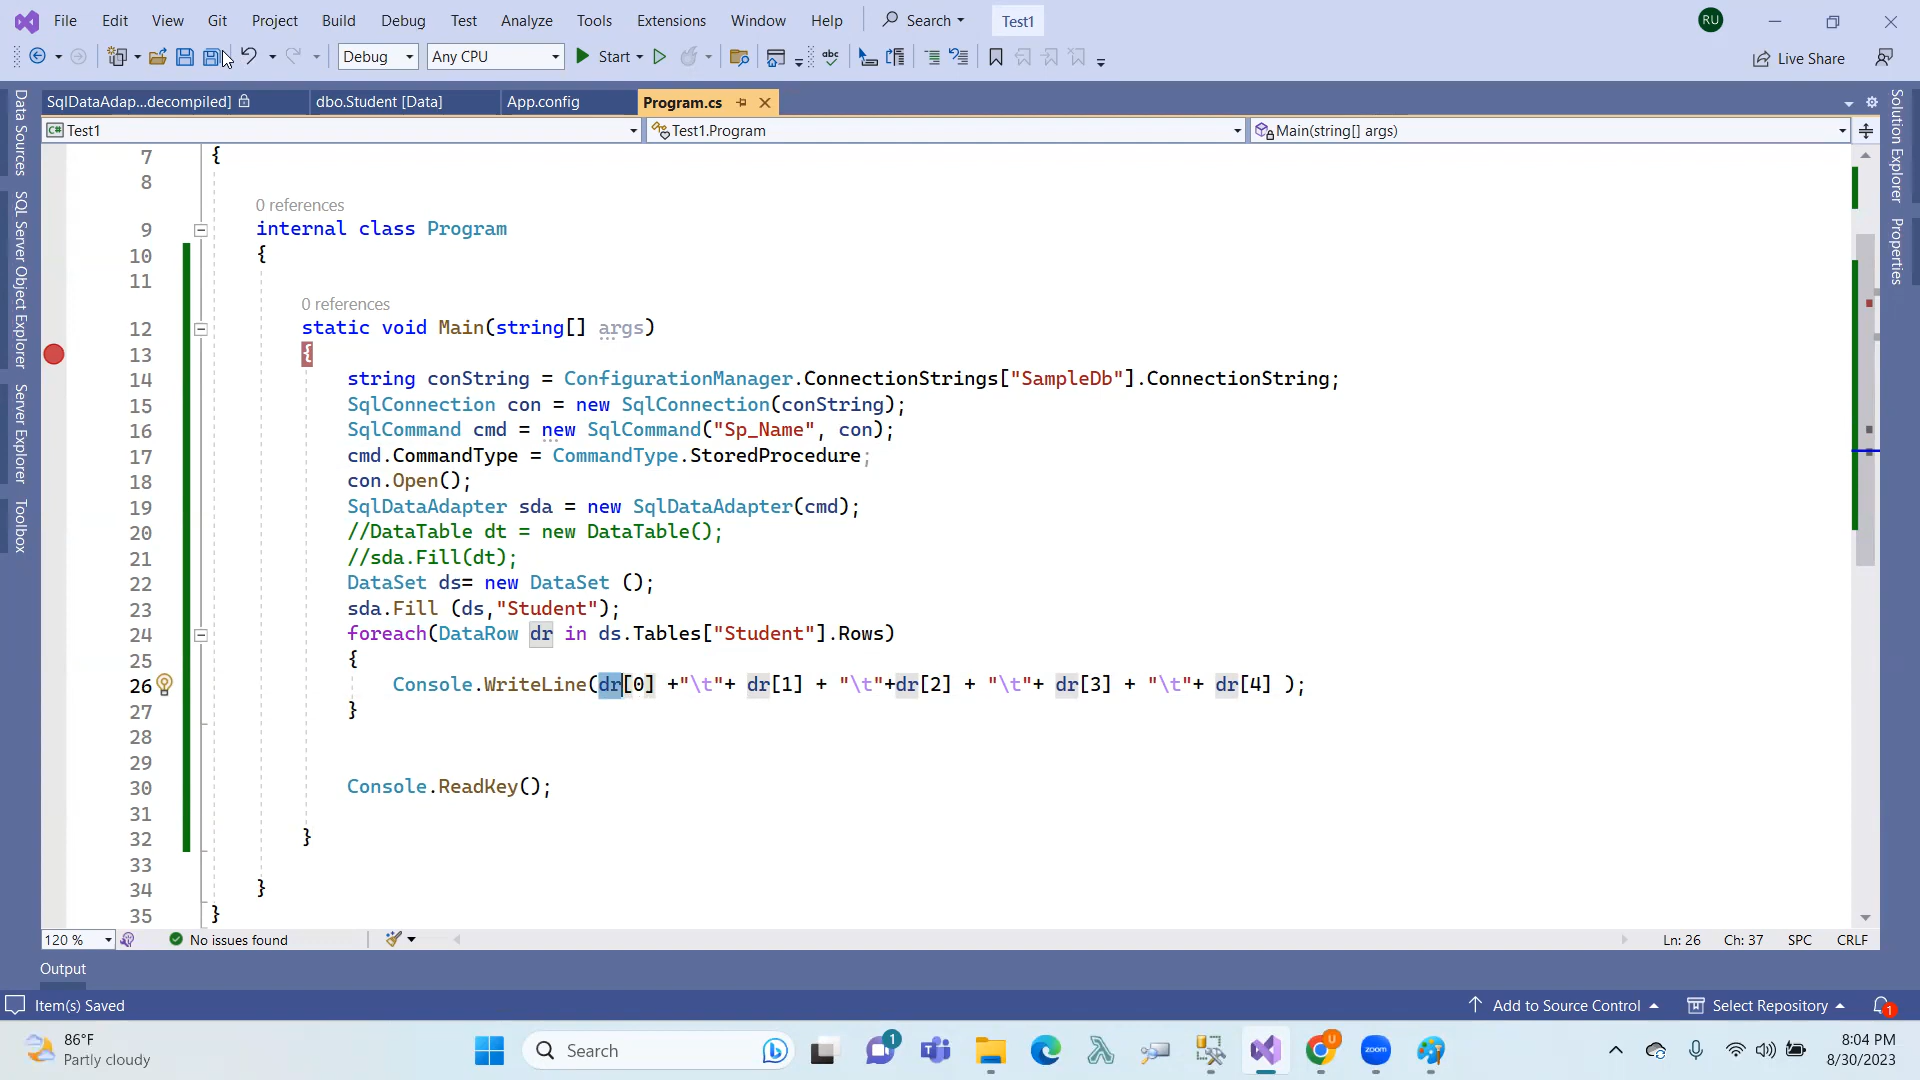 File Edit View Git Project Build Debug Test Analyze Tools Extensions Window Help Search Test1 RU
Debug Any CPU Start abc Live Share
SqlDataAdap...decompiled] dbo.Student [Data] App.config Program.cs
C# Test1 Test1.Program Main(string[] args)
Data Sources
SQL Server Object Explorer
Server Explorer
Toolbox
Solution Explorer
Properties
7 {
8
0 references
9 internal class Program
10 {
11
0 references
12 static void Main(string[] args)
13 {
14 string conString = ConfigurationManager.ConnectionStrings["SampleDb"].ConnectionString;
15 SqlConnection con = new SqlConnection(conString);
16 SqlCommand cmd = new SqlCommand("Sp_Name", con);
17 cmd.CommandType = CommandType.StoredProcedure;
18 con.Open();
19 SqlDataAdapter sda = new SqlDataAdapter(cmd);
20 //DataTable dt = new DataTable();
21 //sda.Fill(dt);
22 DataSet ds= new DataSet ();
23 sda.Fill (ds,"Student");
24 foreach(DataRow dr in ds.Tables["Student"].Rows)
25 {
26 Console.WriteLine(dr[0] +"\t"+ dr[1] + "\t"+dr[2] + "\t"+ dr[3] + "\t"+ dr[4] );
27 }
28
29
30 Console.ReadKey();
31
32 }
33
34 }
35 }
120 % No issues found Ln: 26 Ch: 37 SPC CRLF
Output
Item(s) Saved Add to Source Control Select Repository 1
86°F
Partly cloudy
Search 1 U zoom
8:04 PM
8/30/2023